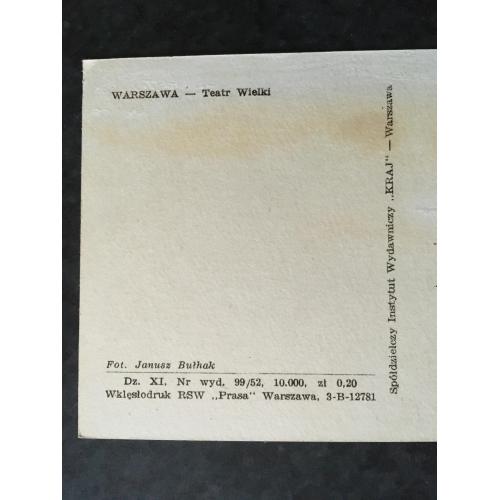 WARSZAWA — Teatr Wielki
Spółdzielczy Instytut Wydawniczy „KRAJ" — Warszawa
Fot. Janusz Bułhak
Dz. XI, Nr wyd. 99/52, 10.000, zł 0,20
Wklęsłodruk RSW „Prasa" Warszawa, 3-B-12781